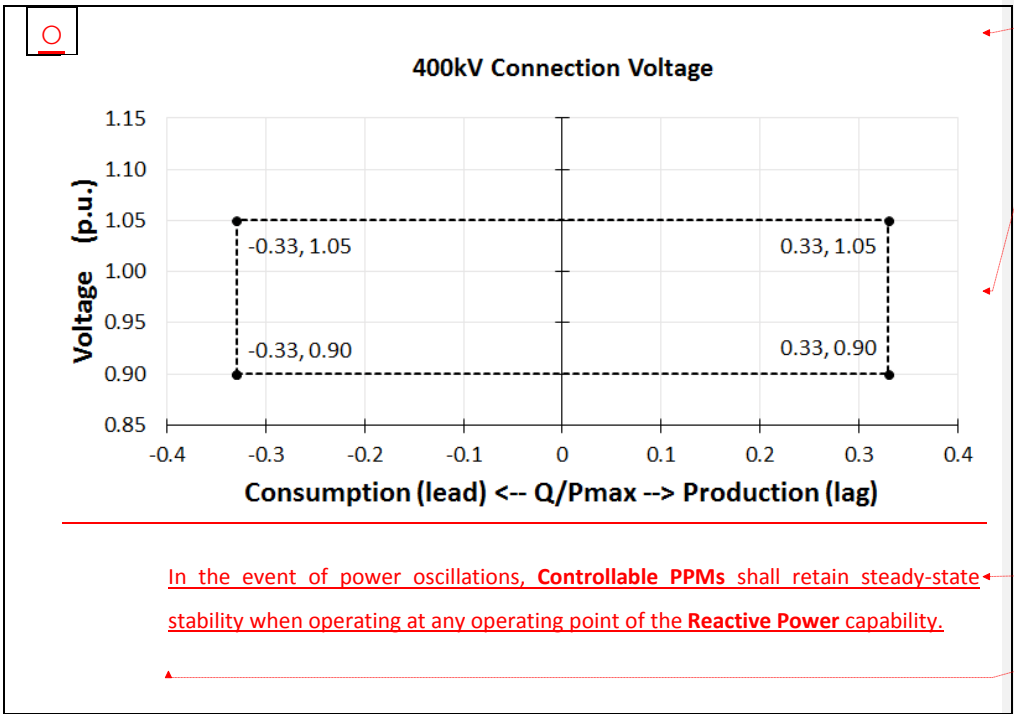 O
400kV Connection Voltage
1.15
1.10
1.05
1.00
0.95
0.90
0.85
Voltage (p.u.)
-0.33, 1.05
0.33, 1.05
-0.33, 0.90
0.33, 0.90
-0.4 -0.3 -0.2 -0.1 0 0.1 0.2 0.3 0.4
Consumption (lead) <-- Q/Pmax --> Production (lag)
In the event of power oscillations, Controllable PPMs shall retain steady-state
stability when operating at any operating point of the Reactive Power capability.